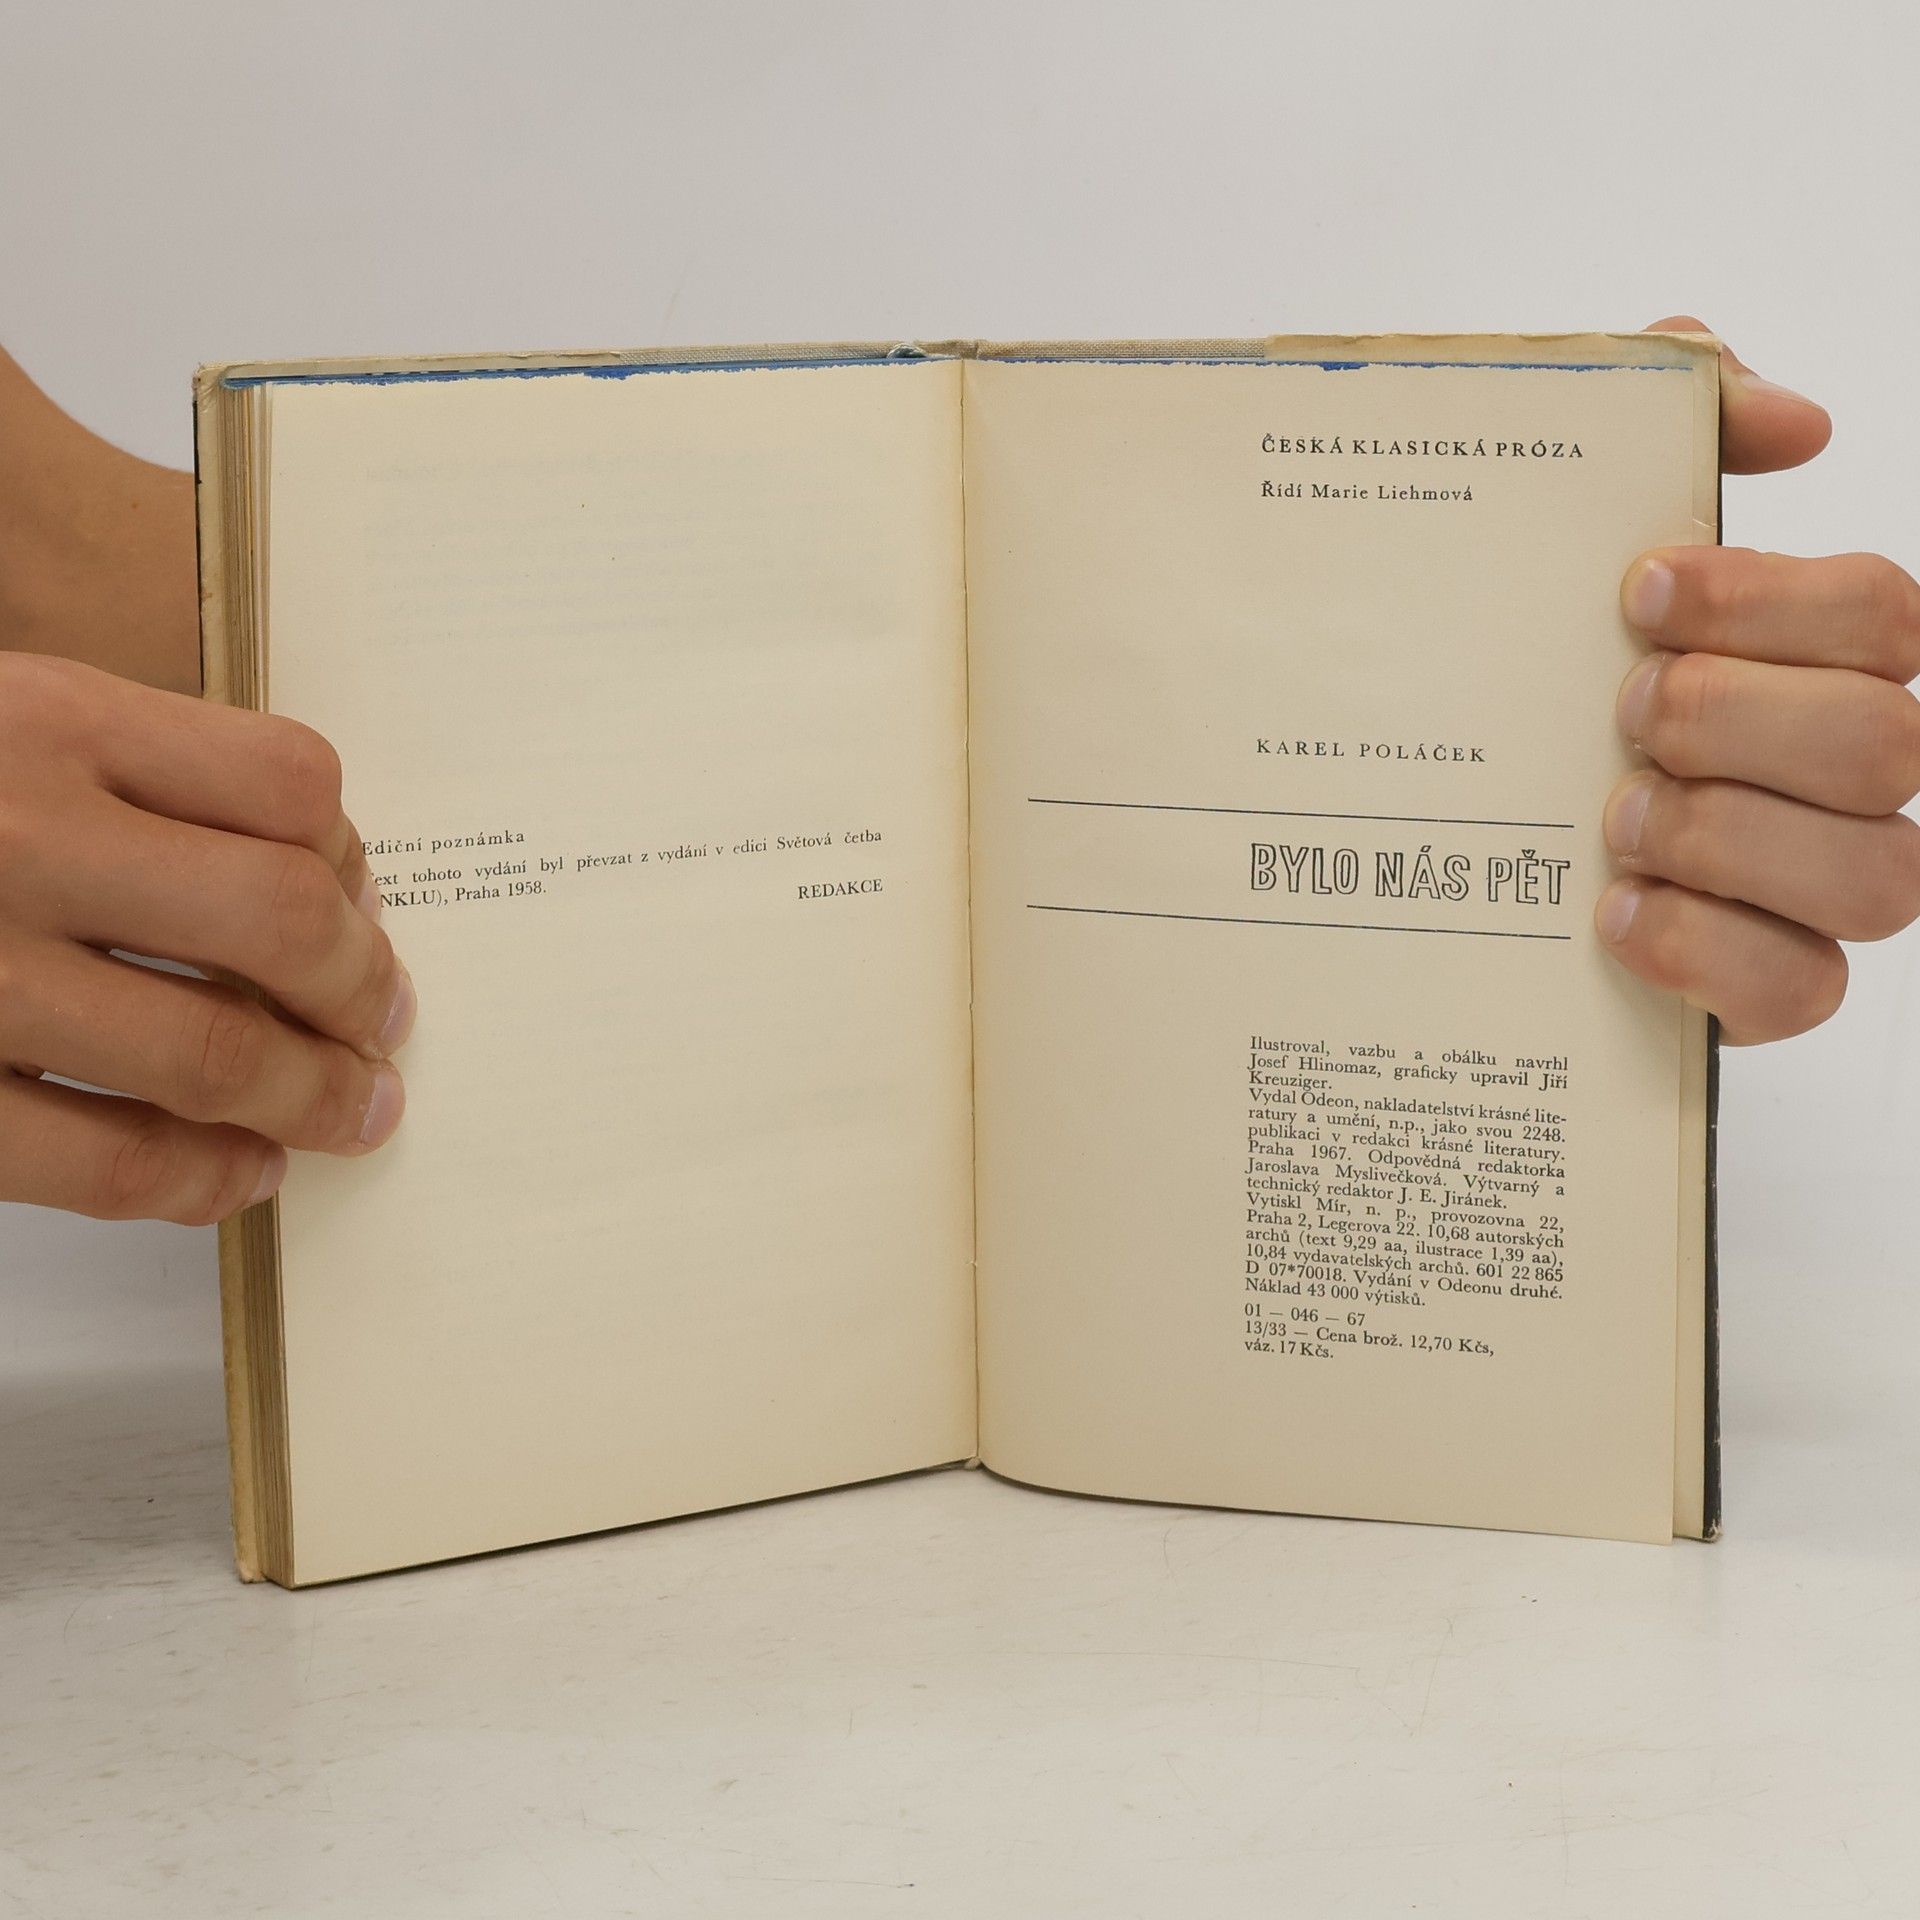 Ediční poznámka
Text tohoto vydání byl převzat z vydání v edici Světová četba
NKLU), Praha 1958.
REDAKCE
ČESKÁ KLASICKÁ PRÓZA
Řídí Marie Liehmová
KAREL POLÁČEK
BYLO NÁS PĚT
Ilustroval, vazbu a obálku navrhl
Josef Hlinomaz, graficky upravil Jiří
Kreuziger.
Vydal Odeon, nakladatelství krásné lite-
ratury a umění, n.p., jako svou 2248.
publikaci v redakci krásné literatury.
Praha 1967. Odpovědná redaktorka
Jaroslava Myslivečková. Výtvarný a
technický redaktor J. E. Jiránek.
Vytiskl Mír, n. p., provozovna 22,
Praha 2, Legerova 22. 10,68 autorských
archů (text 9,29 aa, ilustrace 1,39 aa),
10,84 vydavatelských archů. 601 22 865
D 07*70018. Vydání v Odeonu druhé.
Náklad 43 000 výtisků.
01 — 046 — 67
13/33 — Cena brož. 12,70 Kčs,
váz. 17 Kčs.